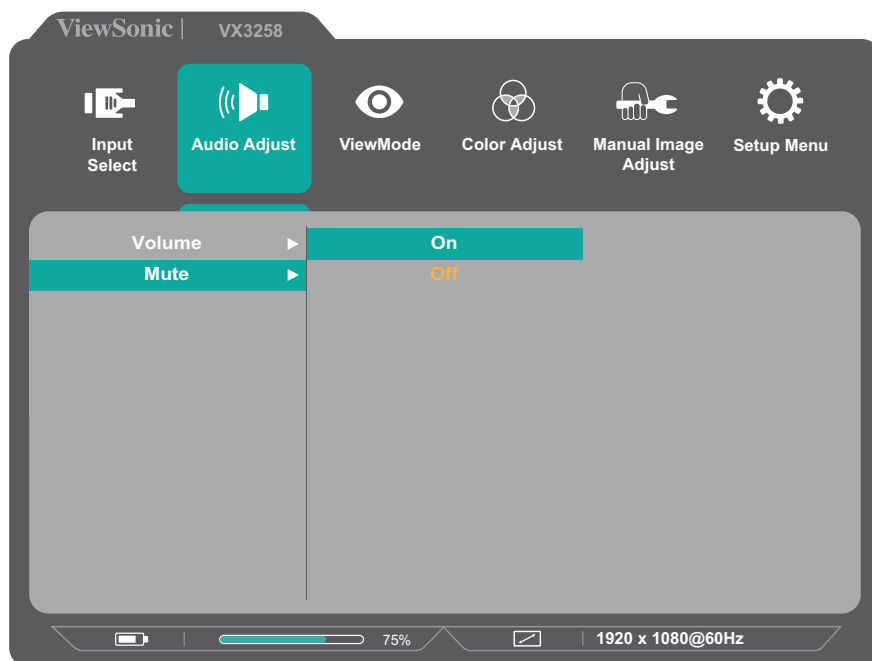 ViewSonic | VX3258
Input
Select
Audio Adjust
ViewMode
Color Adjust
Manual Image
Adjust
Setup Menu
Volume
On
Mute
Off
75%
1920 x 1080@60Hz